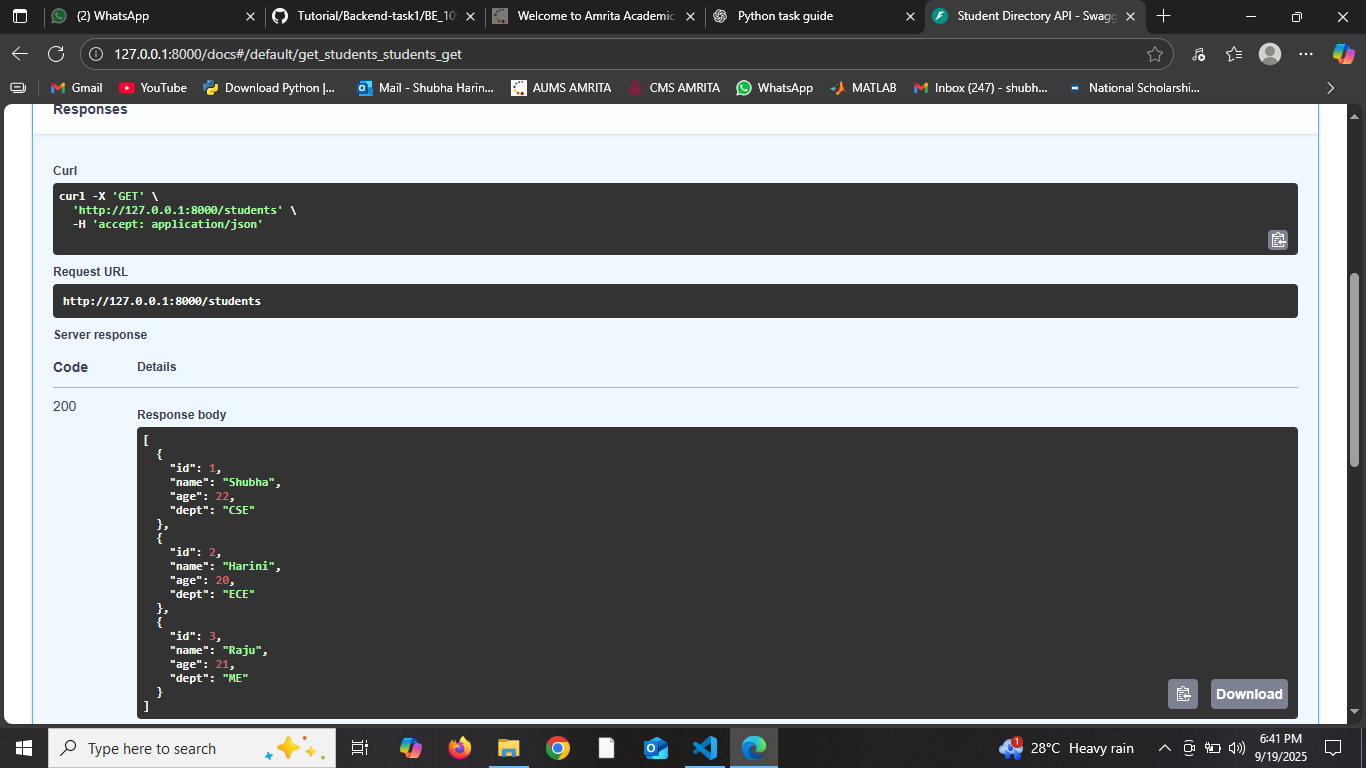 (2) WhatsApp
Tutorial/Backend-task1/BE_10
Welcome to Amrita Academic
Python task guide
Student Directory API - Swagg
127.0.0.1:8000/docs#/default/get_students_students_get
Gmail
YouTube
Download Python |...
Mail - Shubha Harin...
AUMS AMRITA
CMS AMRITA
WhatsApp
MATLAB
Inbox (247) - shubh...
National Scholarshi...
Responses
Curl
curl -X 'GET' \
  'http://127.0.0.1:8000/students' \
  -H 'accept: application/json'
Request URL
http://127.0.0.1:8000/students
Server response
Code
Details
200
Response body
[
  {
    "id": 1,
    "name": "Shubha",
    "age": 22,
    "dept": "CSE"
  },
  {
    "id": 2,
    "name": "Harini",
    "age": 20,
    "dept": "ECE"
  },
  {
    "id": 3,
    "name": "Raju",
    "age": 21,
    "dept": "ME"
  }
]
Download
Type here to search
1
28°C Heavy rain
6:41 PM
9/19/2025